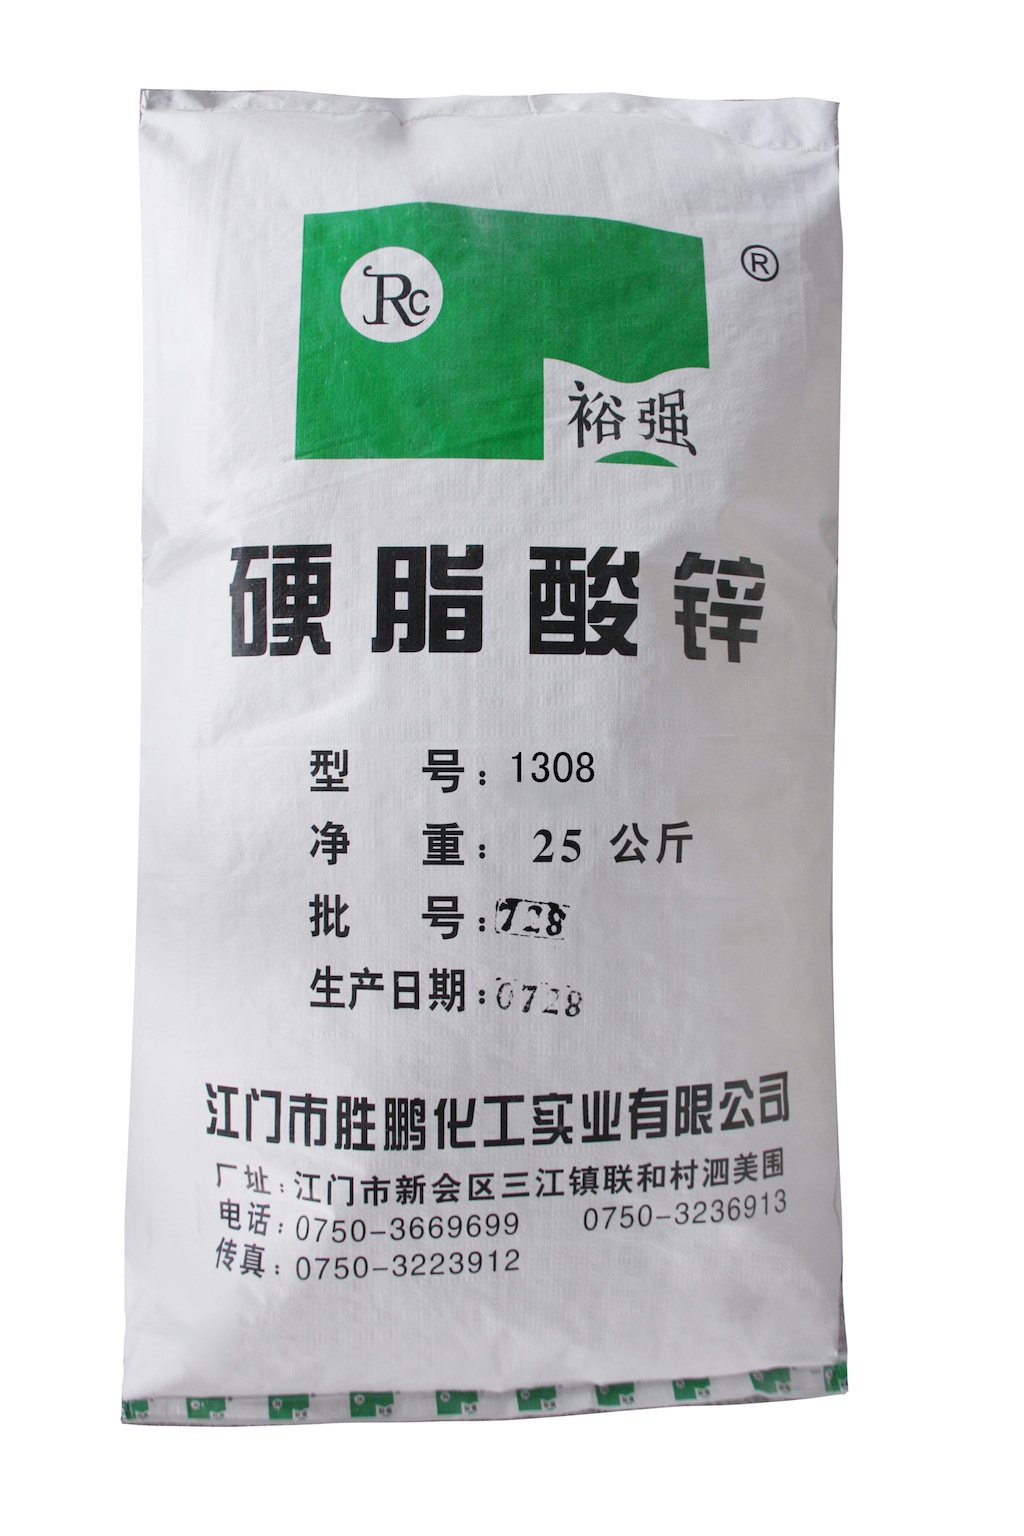 Rc
®
裕强
硬脂酸锌
型 号：1308
净 重： 25 公斤
批 号：728
生产日期：0728
江门市胜鹏化工实业有限公司
厂址：江门市新会区三江镇联和村泗美围
电话：0750-3669699 0750-3236913
传真：0750-3223912